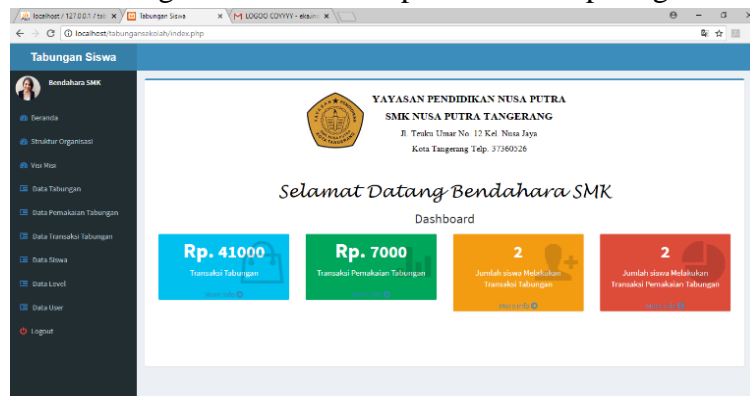 localhost / 127.0.0.1 / tab
Tabungan Siswa
LOGOO COYYYY - ekain
localhost/tabungansekolah/index.php
Tabungan Siswa
Bendahara SMK
Beranda
Struktur Organisasi
Visi Misi
Data Tabungan
Data Pemakaian Tabungan
Data Transaksi Tabungan
Data Siswa
Data Level
Data User
Logout
YAYASAN PENDIDIKAN NUSA PUTRA
SMK NUSA PUTRA TANGERANG
Jl. Teuku Umar No. 12 Kel. Nusa Jaya
Kota Tangerang Telp. 37360526
Selamat Datang Bendahara SMK
Dashboard
Rp. 41000
Transaksi Tabungan
More info
Rp. 7000
Transaksi Pemakaian Tabungan
More info
2
Jumlah siswa Melakukan
Transaksi Tabungan
More info
2
Jumlah siswa Melakukan
Transaksi Pemakaian Tabungan
More info